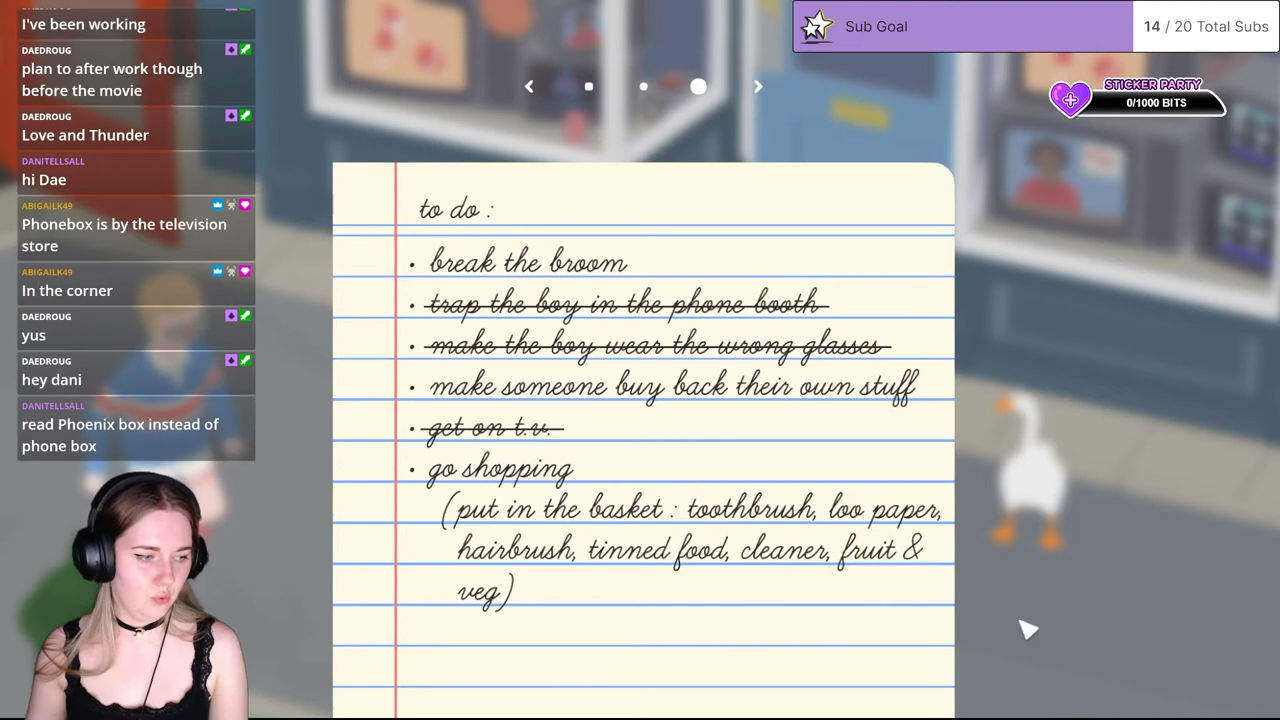 I've been working
DAEDROUG
plan to after work though
before the movie
DAEDROUG
Love and Thunder
DANITELLSALL
hi Dae
ABIGAILK49
Phonebox is by the television
store
ABIGAILK49
In the corner
DAEDROUG
yus
DAEDROUG
hey dani
DANITELLSALL
read Phoenix box instead of
phone box
Sub Goal
14 / 20 Total Subs
STICKER PARTY
0/1000 BITS
to do :
• break the broom
• trap the boy in the phone booth
• make the boy wear the wrong glasses
• make someone buy back their own stuff
• get on t.v.
• go shopping
(put in the basket : toothbrush, loo paper,
hairbrush, tinned food, cleaner, fruit &
veg)